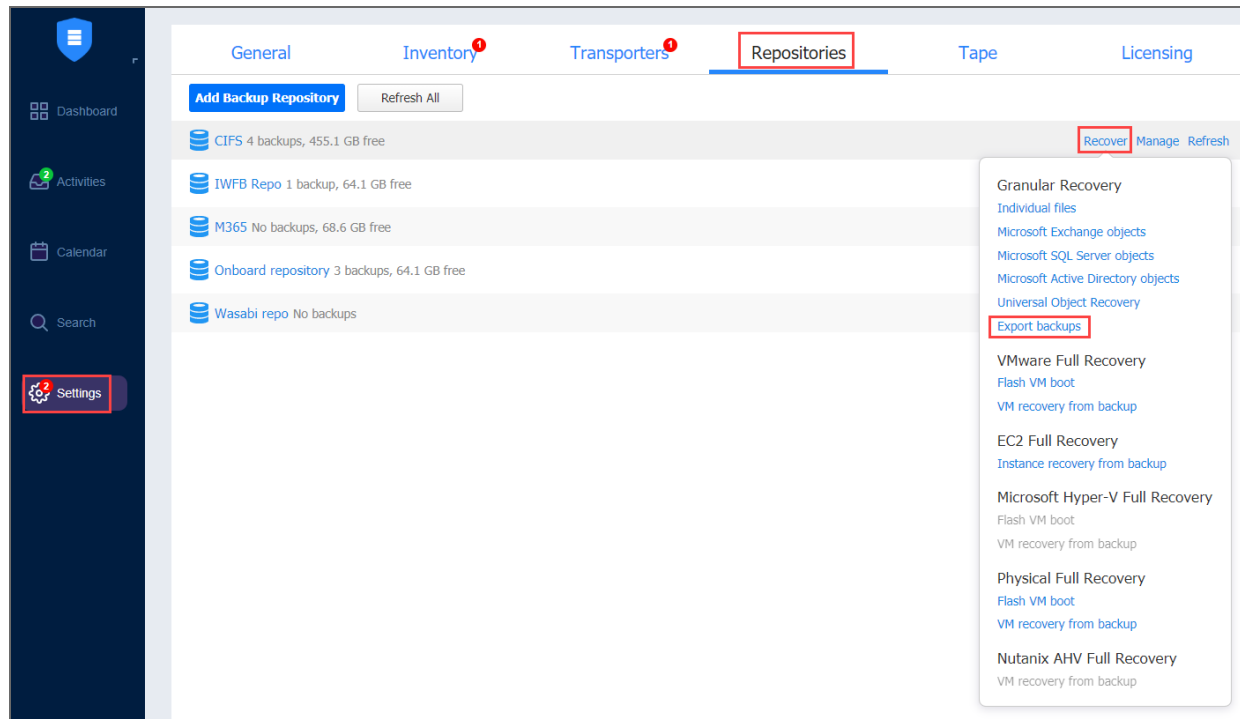 General
Inventory 1
Transporters 1
Repositories
Tape
Licensing
Add Backup Repository
Refresh All
Dashboard
2
Activities
Calendar
Search
2
Settings
CIFS 4 backups, 455.1 GB free
Recover Manage Refresh
IWFB Repo 1 backup, 64.1 GB free
M365 No backups, 68.6 GB free
Onboard repository 3 backups, 64.1 GB free
Wasabi repo No backups
Granular Recovery
Individual files
Microsoft Exchange objects
Microsoft SQL Server objects
Microsoft Active Directory objects
Universal Object Recovery
Export backups
VMware Full Recovery
Flash VM boot
VM recovery from backup
EC2 Full Recovery
Instance recovery from backup
Microsoft Hyper-V Full Recovery
Flash VM boot
VM recovery from backup
Physical Full Recovery
Flash VM boot
VM recovery from backup
Nutanix AHV Full Recovery
VM recovery from backup